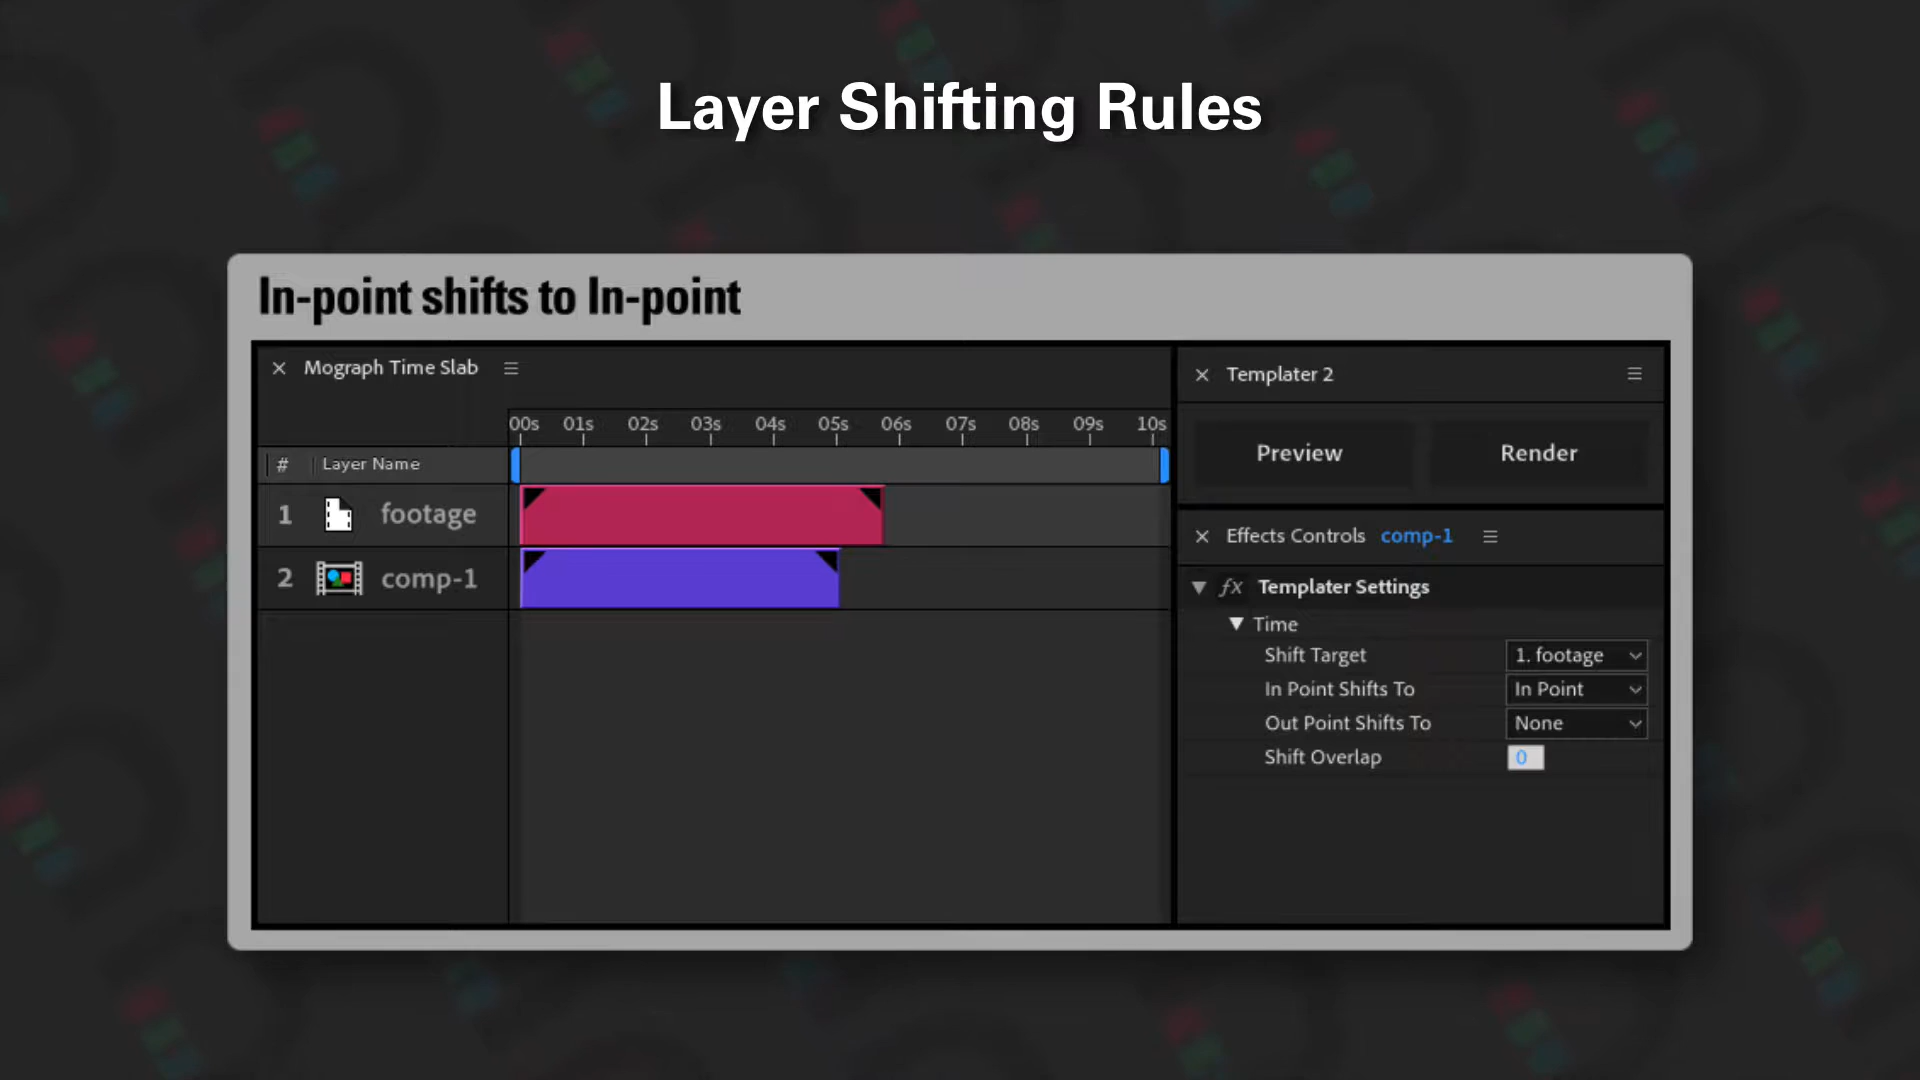 Layer Shifting Rules
In-point shifts to In-point
Mograph Time Slab
00s 01s 02s 03s 04s 05s 06s 07s 08s 09s 10s
# Layer Name
1 footage
2 comp-1
Templater 2
Preview Render
Effects Controls comp-1
fx Templater Settings
Time
Shift Target 1. footage
In Point Shifts To In Point
Out Point Shifts To None
Shift Overlap 0